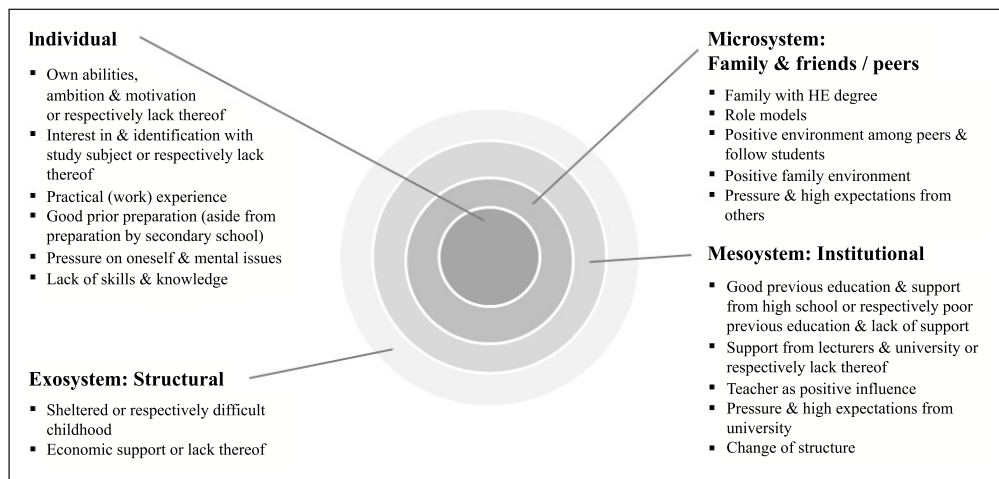 Individual
▪ Own abilities,
ambition & motivation
or respectively lack thereof
▪ Interest in & identification with
study subject or respectively lack
thereof
▪ Practical (work) experience
▪ Good prior preparation (aside from
preparation by secondary school)
▪ Pressure on oneself & mental issues
▪ Lack of skills & knowledge
Exosystem: Structural
▪ Sheltered or respectively difficult
childhood
▪ Economic support or lack thereof
Microsystem:
Family & friends / peers
▪ Family with HE degree
▪ Role models
▪ Positive environment among peers &
follow students
▪ Positive family environment
▪ Pressure & high expectations from
others
Mesosystem: Institutional
▪ Good previous education & support
from high school or respectively poor
previous education & lack of support
▪ Support from lecturers & university or
respectively lack thereof
▪ Teacher as positive influence
▪ Pressure & high expectations from
university
▪ Change of structure